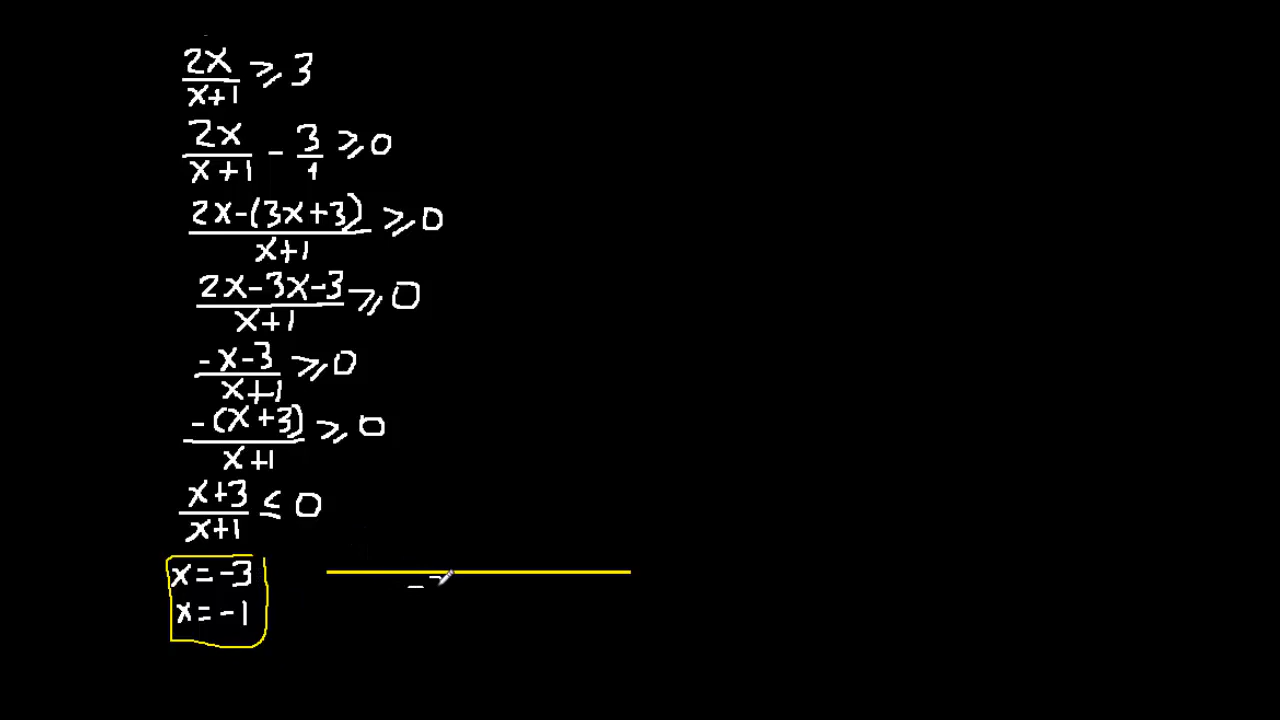 2x/x+1 ⩾ 3
2x/x+1 - 3/1 ⩾ 0
2x-(3x+3)/x+1 ⩾ 0
2x-3x-3/x+1 ⩾ 0
-x-3/x+1 ⩾ 0
-(x+3)/x+1 ⩾ 0
x+3/x+1 ≤ 0
x=-3
x=-1